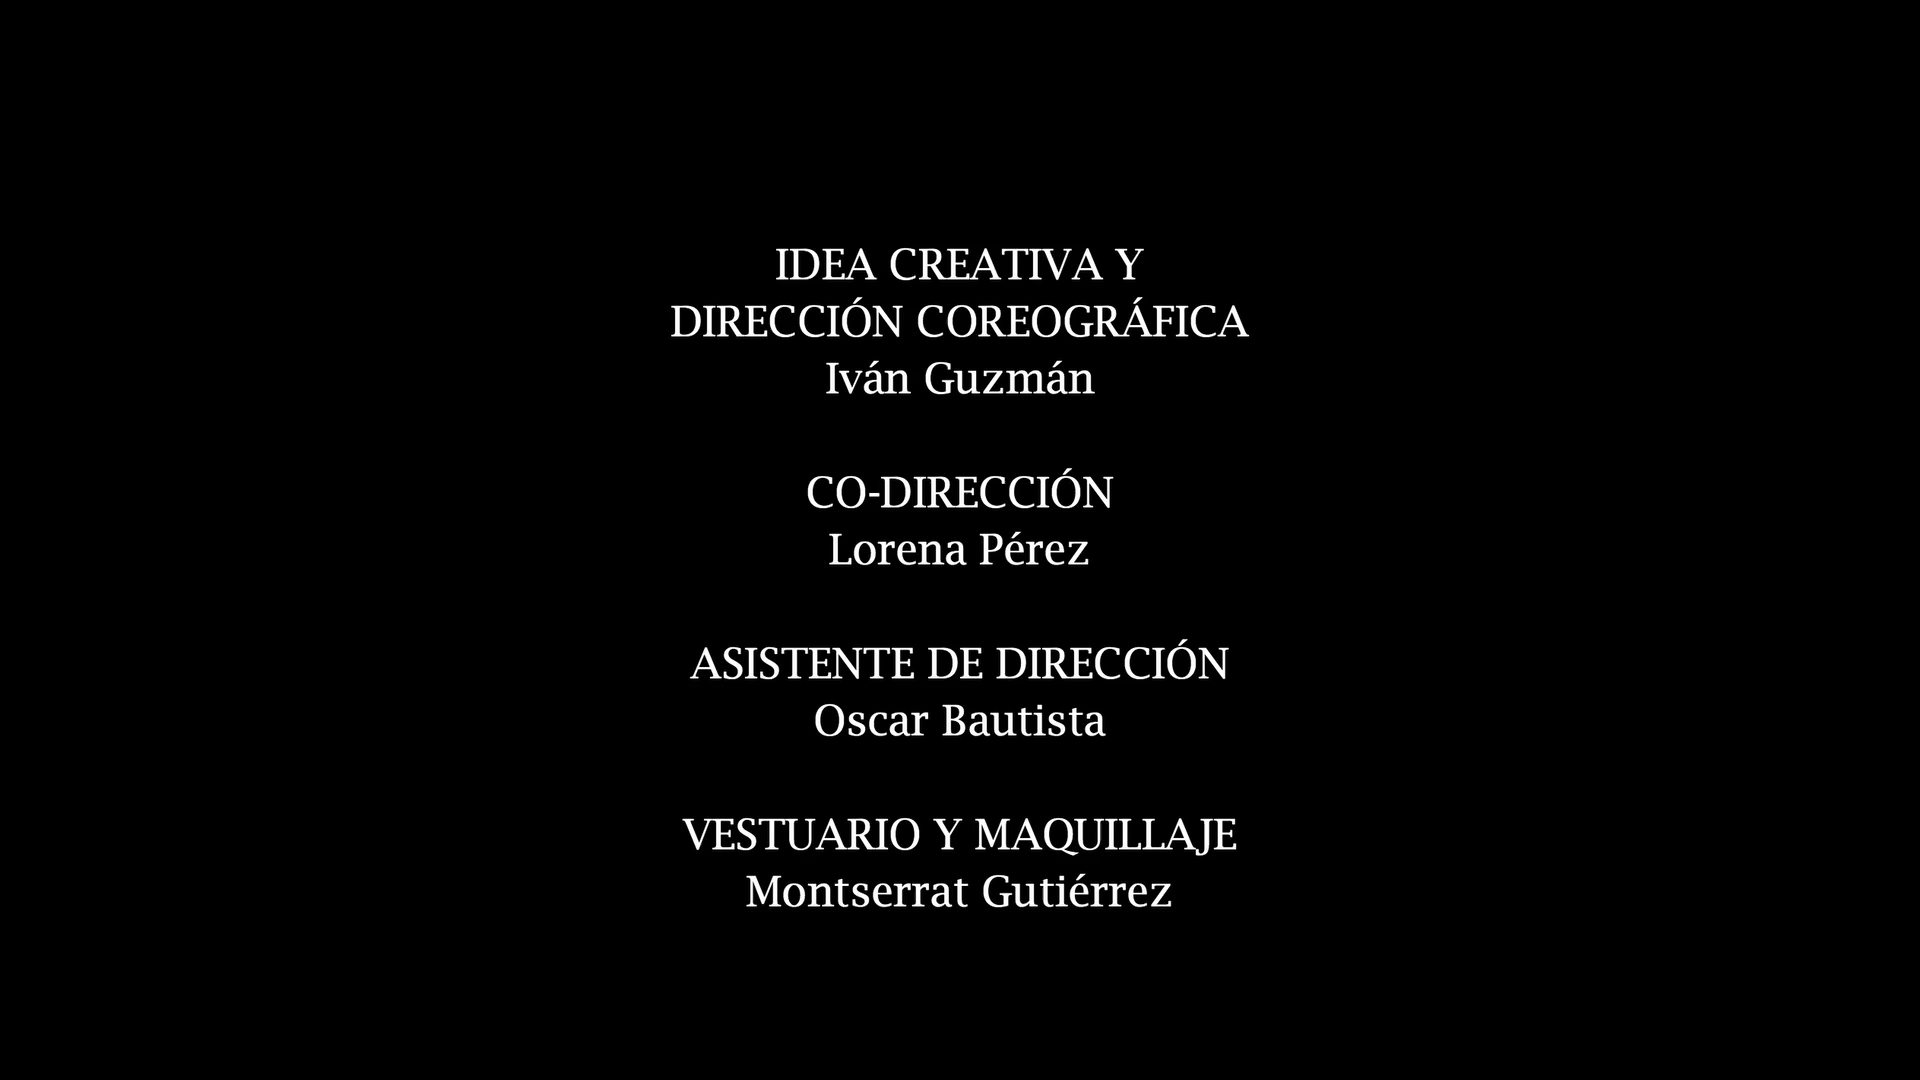 IDEA CREATIVA Y
DIRECCIÓN COREOGRÁFICA
Iván Guzmán
CO-DIRECCIÓN
Lorena Pérez
ASISTENTE DE DIRECCIÓN
Oscar Bautista
VESTUARIO Y MAQUILLAJE
Montserrat Gutiérrez